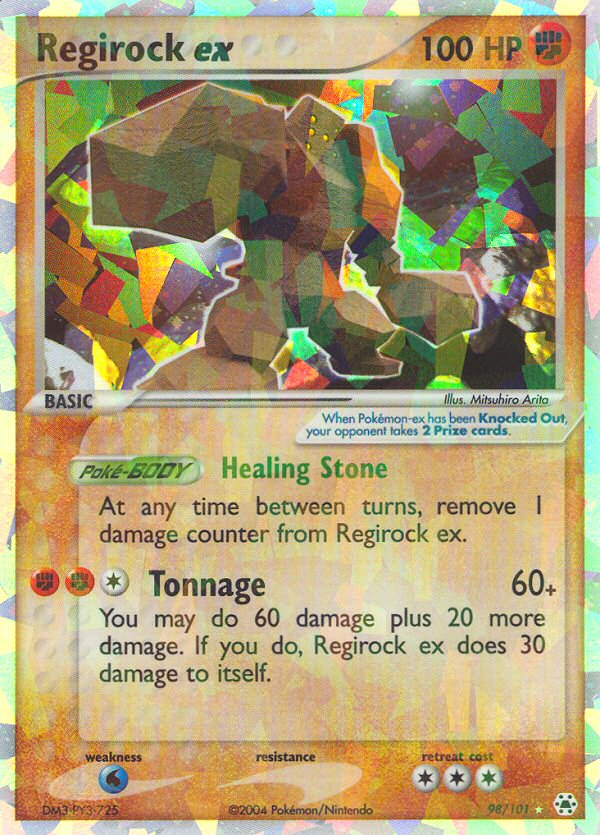 Regirock ex 100 HP
BASIC
Illus. Mitsuhiro Arita
When Pokémon-ex has been Knocked Out,
your opponent takes 2 Prize cards.
Poké-BODY Healing Stone
At any time between turns, remove 1
damage counter from Regirock ex.
Tonnage 60+
You may do 60 damage plus 20 more
damage. If you do, Regirock ex does 30
damage to itself.
weakness resistance retreat cost
DM3-PY3-725 ©2004 Pokémon/Nintendo 98/101